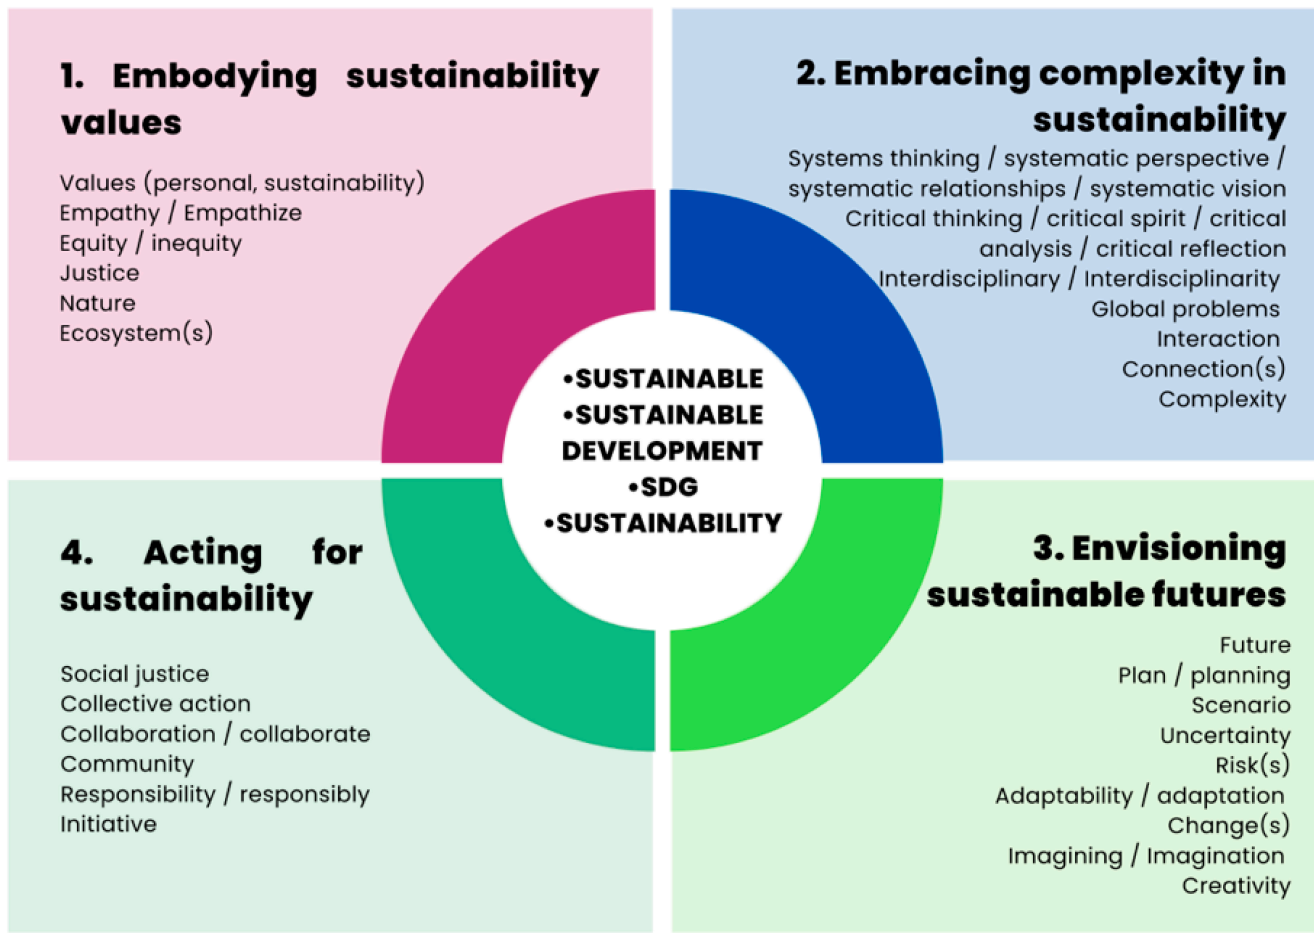 1. Embodying sustainability
values
Values (personal, sustainability)
Empathy / Empathize
Equity / inequity
Justice
Nature
Ecosystem(s)
2. Embracing complexity in
sustainability
Systems thinking / systematic perspective /
systematic relationships / systematic vision
Critical thinking / critical spirit / critical
analysis / critical reflection
Interdisciplinary / Interdisciplinarity
Global problems
Interaction
Connection(s)
Complexity
•SUSTAINABLE
•SUSTAINABLE
DEVELOPMENT
•SDG
•SUSTAINABILITY
4. Acting for
sustainability
Social justice
Collective action
Collaboration / collaborate
Community
Responsibility / responsibly
Initiative
3. Envisioning
sustainable futures
Future
Plan / planning
Scenario
Uncertainty
Risk(s)
Adaptability / adaptation
Change(s)
Imagining / Imagination
Creativity